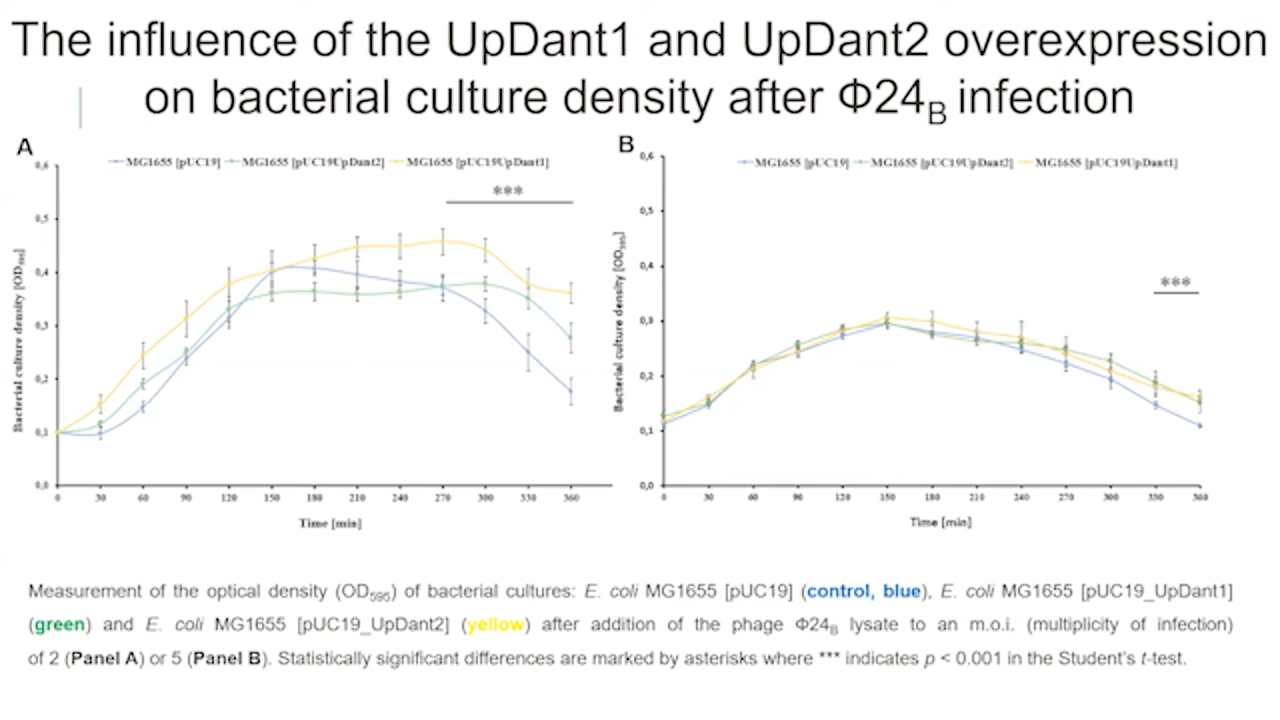 The influence of the UpDant1 and UpDant2 overexpression
on bacterial culture density after Φ24B infection
A
MG1655 [pUC19] MG1655 [pUC19UpDant2] MG1655 [pUC19UpDant1]
0,6
0,5
0,4
0,3
0,2
0,1
0,0
***
Bacterial culture density [OD595]
0 30 60 90 120 150 180 210 240 270 300 330 360
Time [min]
B
MG1655 [pUC19] MG1655 [pUC19UpDant2] MG1655 [pUC19UpDant1]
0,6
0,5
0,4
0,3
0,2
0,1
0,0
***
Bacterial culture density [OD595]
0 30 60 90 120 150 180 210 240 270 300 330 360
Time [min]
Measurement of the optical density (OD595) of bacterial cultures: E. coli MG1655 [pUC19] (control, blue), E. coli MG1655 [pUC19_UpDant1]
(green) and E. coli MG1655 [pUC19_UpDant2] (yellow) after addition of the phage Φ24B lysate to an m.o.i. (multiplicity of infection)
of 2 (Panel A) or 5 (Panel B). Statistically significant differences are marked by asterisks where *** indicates p < 0.001 in the Student's t-test.